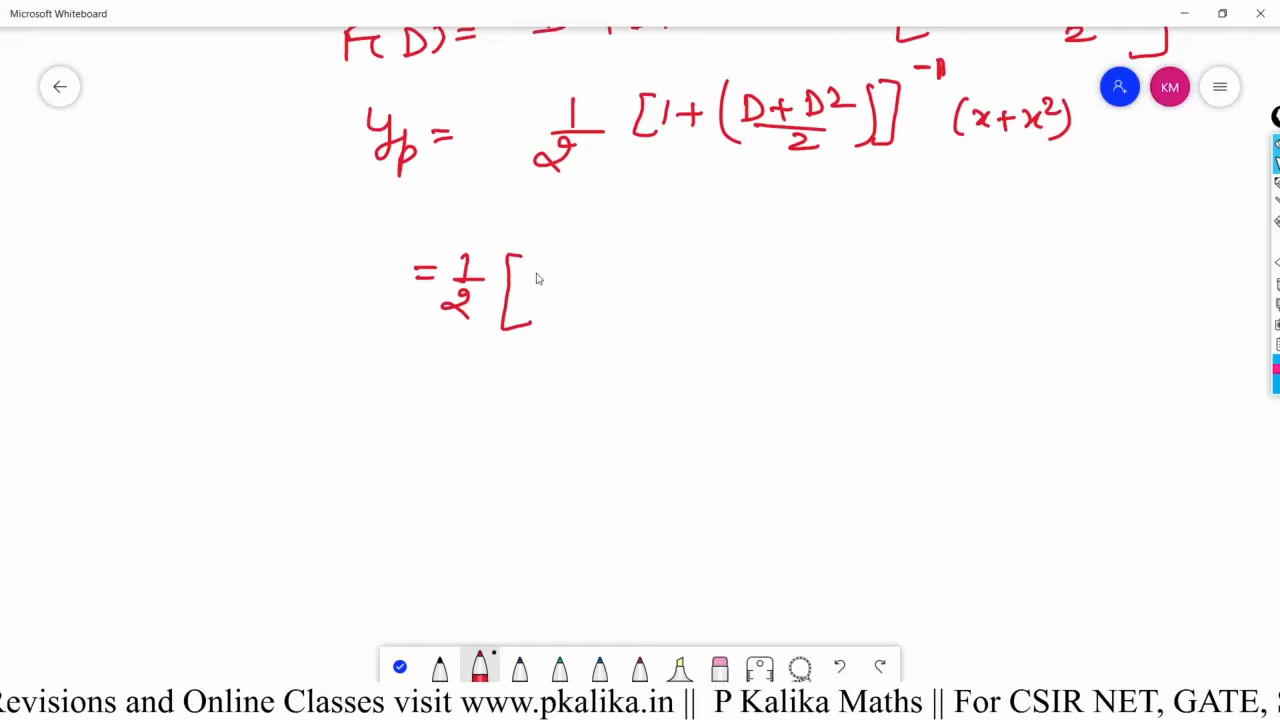 Microsoft Whiteboard
F(D) =
KM
y_p = 1/2 [1 + (D + D²/2)]⁻¹ (x + x²)
= 1/2 [
Revisions and Online Classes visit www.pkalika.in || P Kalika Maths || For CSIR NET, GATE, S